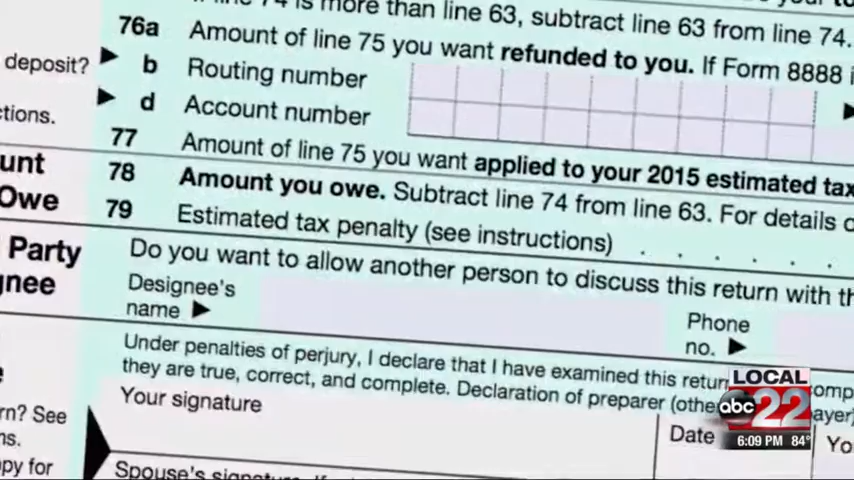 is more than line 63, subtract line 63 from line 74.
76a Amount of line 75 you want refunded to you. If Form 8888 i
deposit? ▶ b Routing number
▶ d Account number
ctions.
77 Amount of line 75 you want applied to your 2015 estimated tax
unt 78 Amount you owe. Subtract line 74 from line 63. For details o
Owe 79 Estimated tax penalty (see instructions) . . . . .
Party Do you want to allow another person to discuss this return with th
gnee Designee's
name ▶
Phone
no. ▶
Under penalties of perjury, I declare that I have examined this return
they are true, correct, and complete. Declaration of preparer (othe
Your signature
Date
Yo
rn? See
ns.
py for
Spouse's signature.
LOCAL
abc 22
6:09 PM 84°